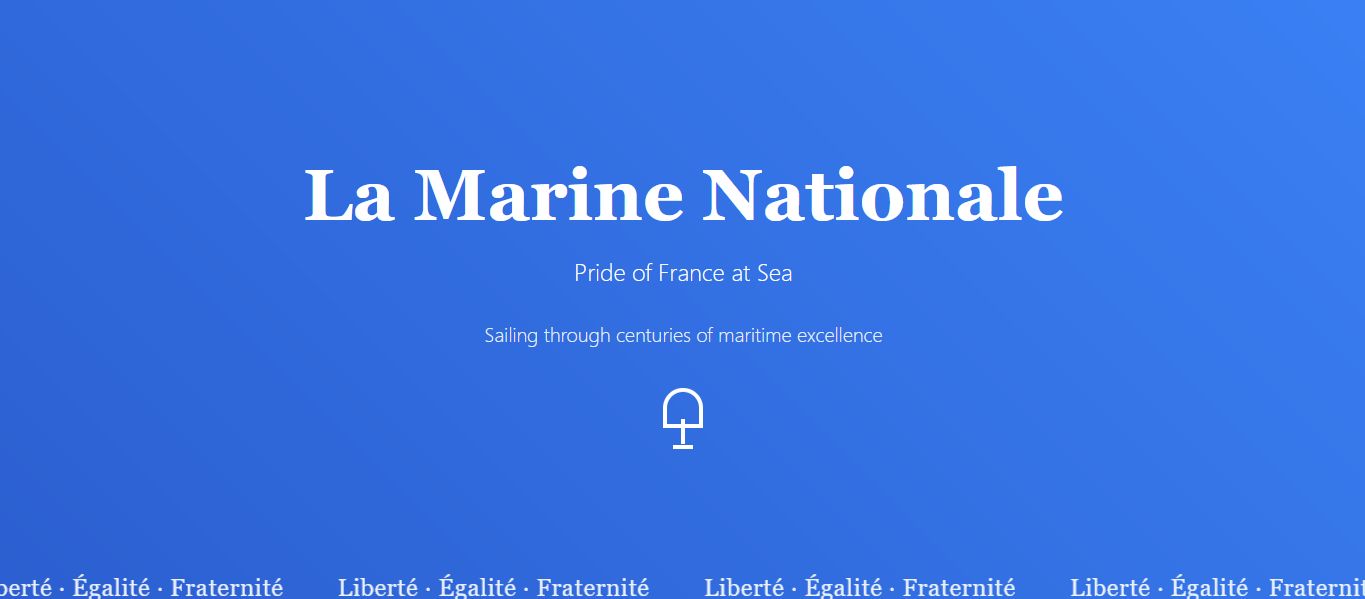 La Marine Nationale
Pride of France at Sea
Sailing through centuries of maritime excellence
berté · Égalité · Fraternité Liberté · Égalité · Fraternité Liberté · Égalité · Fraternité Liberté · Égalité · Fraternit